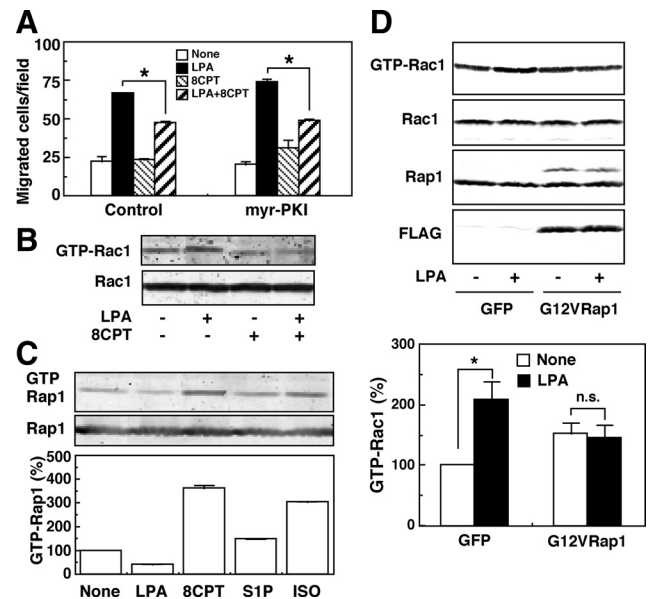 A
100
75
50
25
0
Migrated cells/field
None
LPA
8CPT
LPA+8CPT
*
*
Control
myr-PKI
B
GTP-Rac1
Rac1
LPA - + - +
8CPT - - + +
C
GTP
Rap1
Rap1
500
400
300
200
100
0
GTP-Rap1 (%)
None LPA 8CPT S1P ISO
D
GTP-Rac1
Rac1
Rap1
FLAG
LPA - + - +
GFP G12VRap1
300
200
100
0
GTP-Rac1 (%)
None
LPA
*
n.s.
GFP G12VRap1